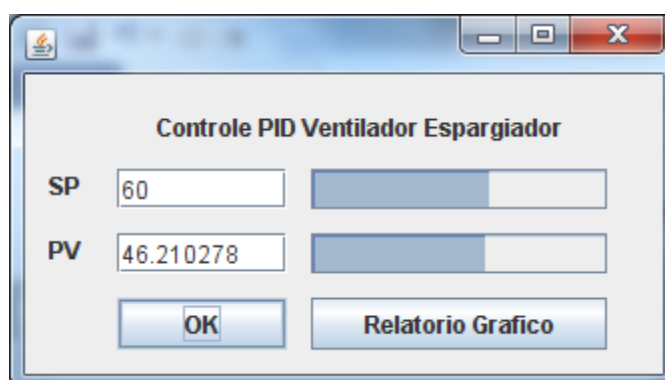 Controle PID Ventilador Espargiador
SP 60
PV 46.210278
OK Relatorio Grafico